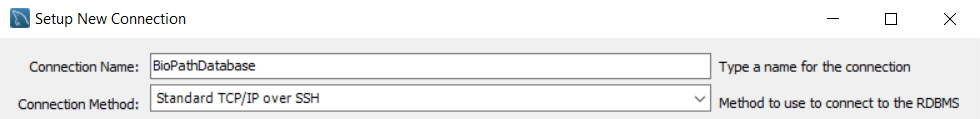 Setup New Connection
Connection Name: BioPathDatabase Type a name for the connection
Connection Method: Standard TCP/IP over SSH Method to use to connect to the RDBMS